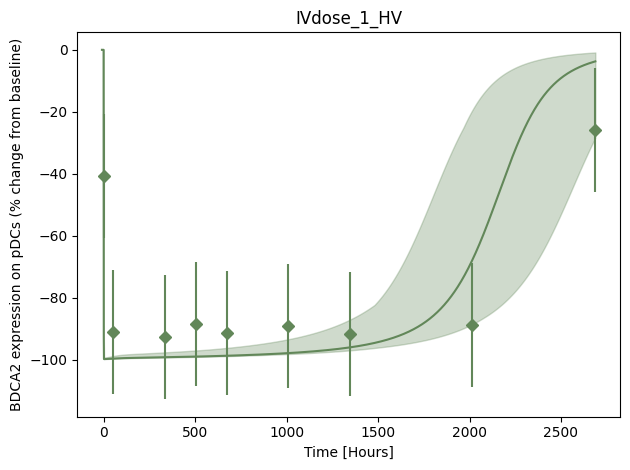 IVdose_1_HV
BDCA2 expression on pDCs (% change from baseline)
0
−20
−40
−60
−80
−100
0 500 1000 1500 2000 2500
Time [Hours]